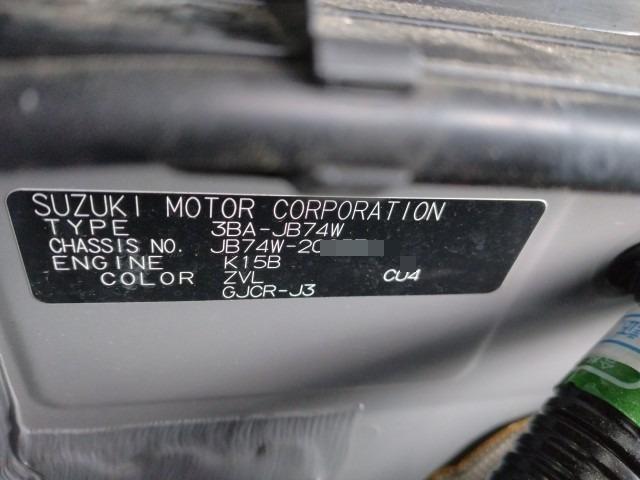 SUZUKI MOTOR CORPORATION
TYPE 3BA-JB74W
CHASSIS NO. JB74W-20
ENGINE K15B
COLOR ZVL CU4
GJCR-J3